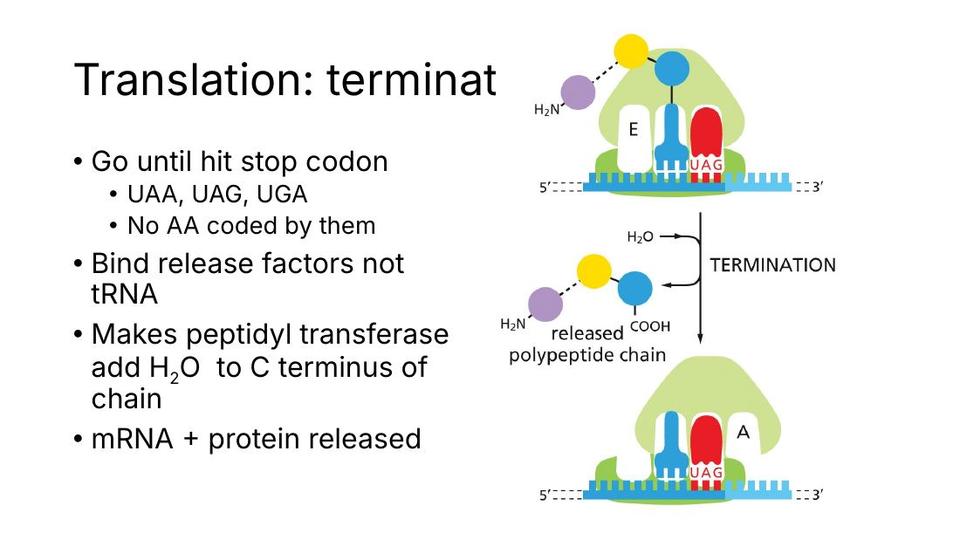 Translation: terminat
• Go until hit stop codon
• UAA, UAG, UGA
• No AA coded by them
• Bind release factors not
tRNA
• Makes peptidyl transferase
add H₂O  to C terminus of
chain
• mRNA + protein released
H₂N
E
UAG
5′
3′
H₂O
TERMINATION
H₂N
COOH
released
polypeptide chain
A
UAG
5′
3′